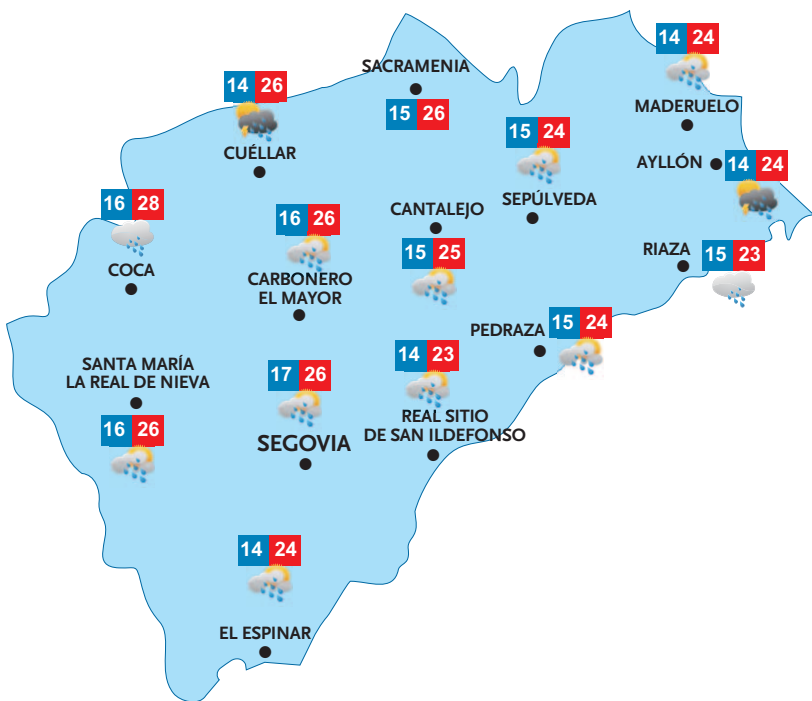 14 24
SACRAMENIA
14 26
MADERUELO
15 26
15 24
CUÉLLAR
AYLLÓN
14 24
SEPÚLVEDA
16 28
CANTALEJO
16 26
RIAZA
15 23
15 25
COCA
CARBONERO
EL MAYOR
15 24
PEDRAZA
14 23
SANTA MARÍA
LA REAL DE NIEVA
17 26
REAL SITIO
DE SAN ILDEFONSO
16 26
SEGOVIA
14 24
EL ESPINAR